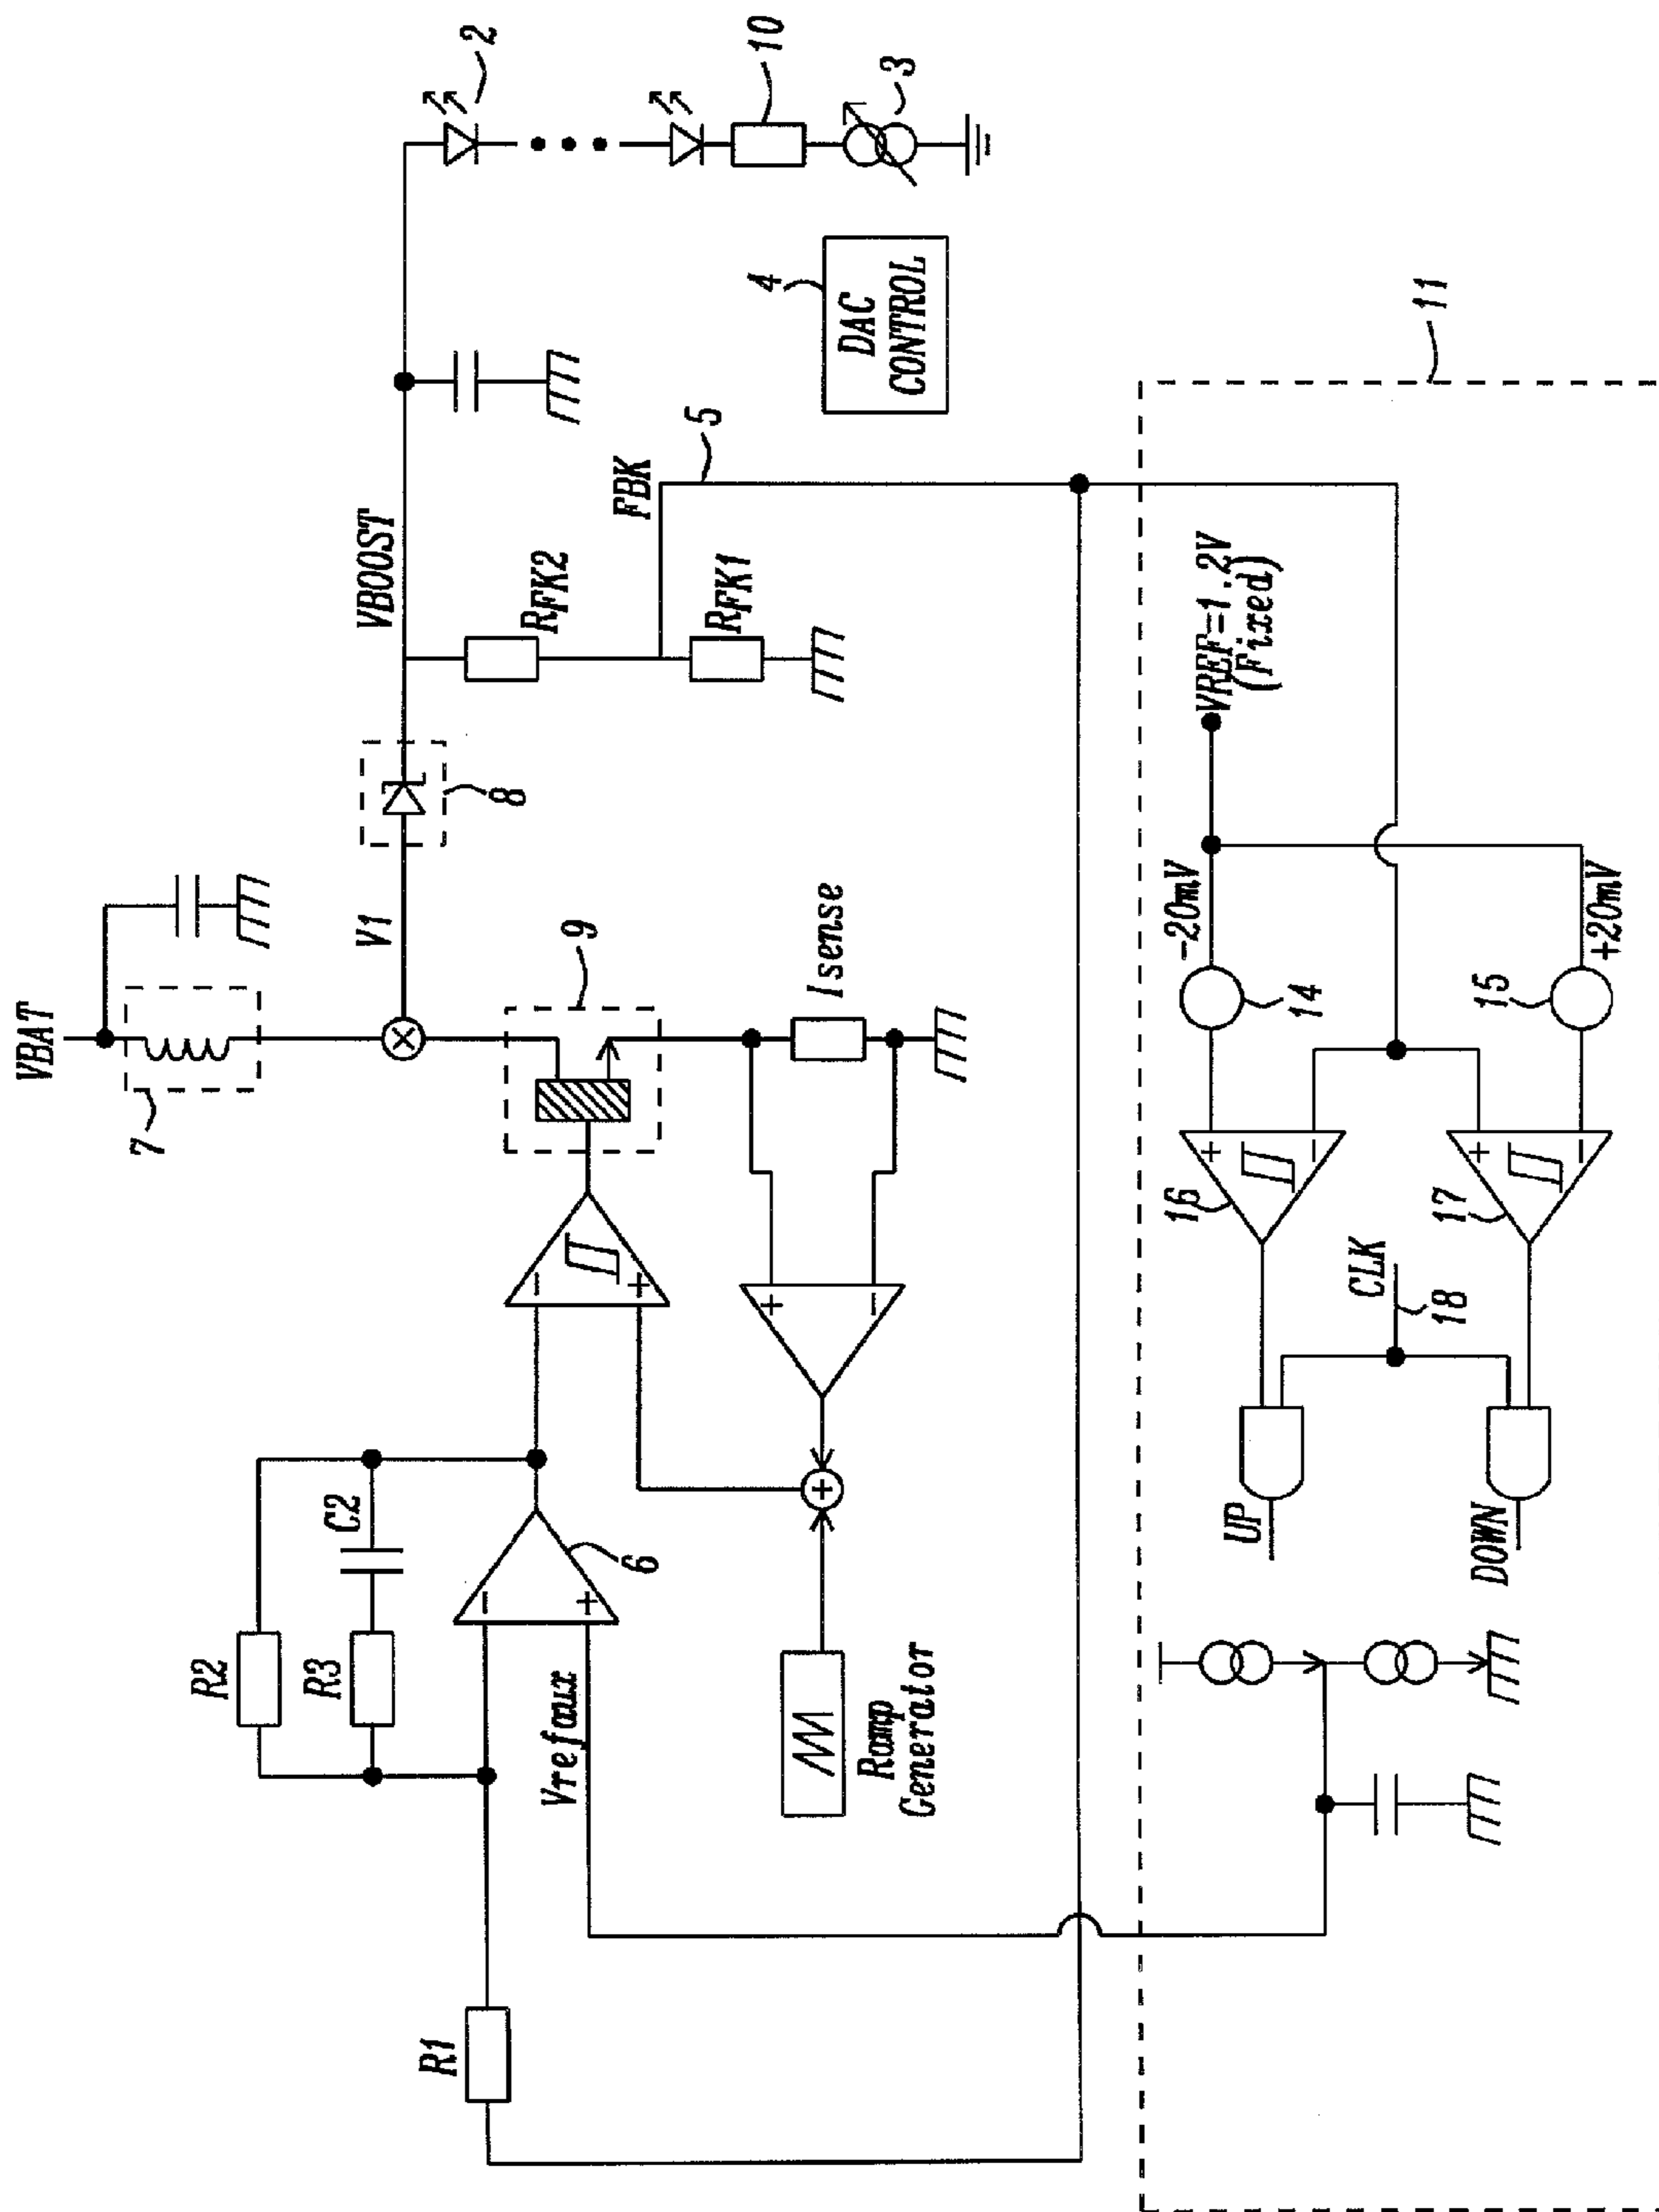 VBAT
7
V1
8
VBOOST
RFK2
FBK
RFK1
5
2
10
3
4
DAC
CONTROL
9
Isense
R2
R3
C2
6
R1
Vrefaux
Ramp
Generator
11
VREF=1.2V
(Fixed)
-20mV
+20mV
14
15
16
17
CLK
18
UP
DOWN
+
−
+
−
−
+
+
−
−
+
+